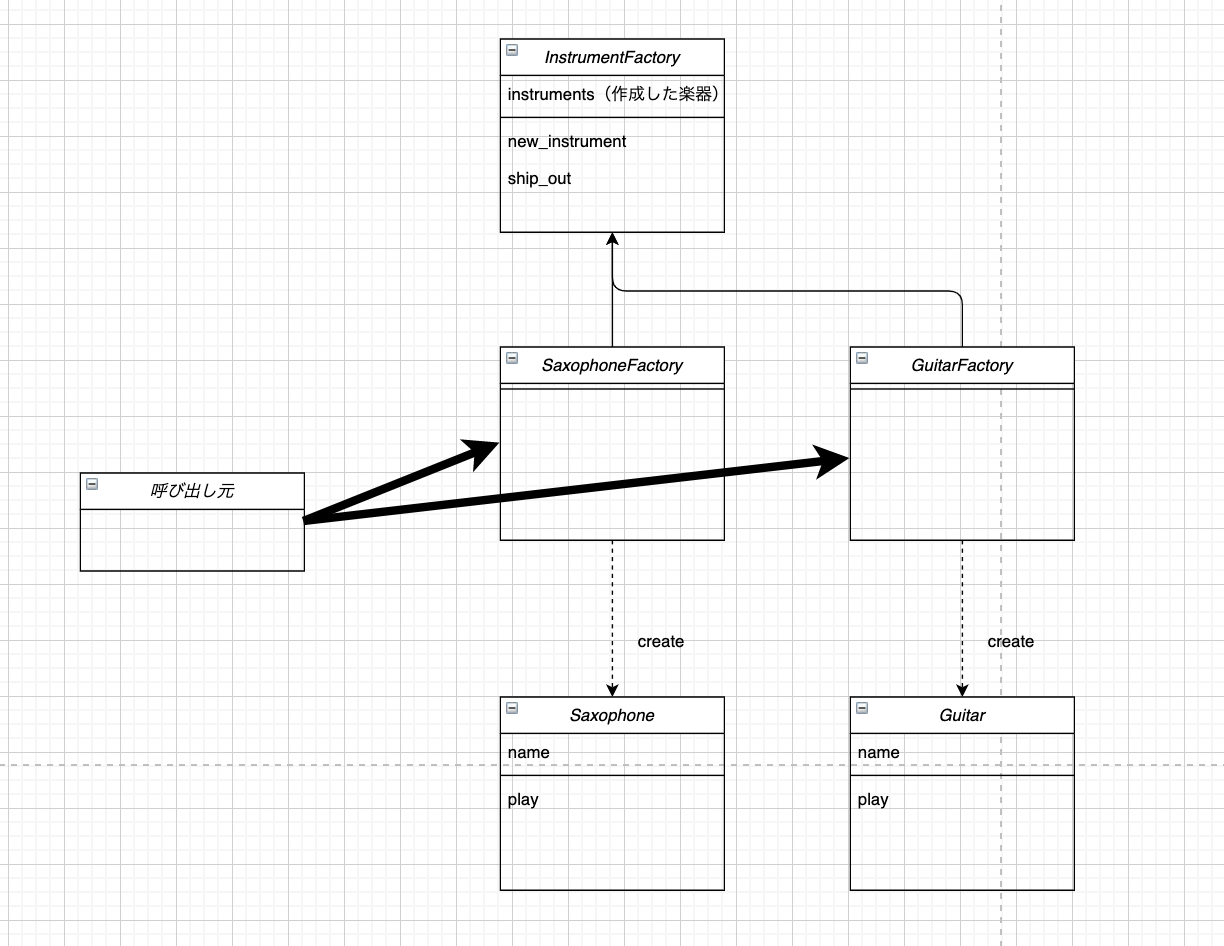 InstrumentFactory
instruments（作成した楽器）
new_instrument
ship_out
SaxophoneFactory
GuitarFactory
呼び出し元
create
create
Saxophone
Guitar
name
name
play
play